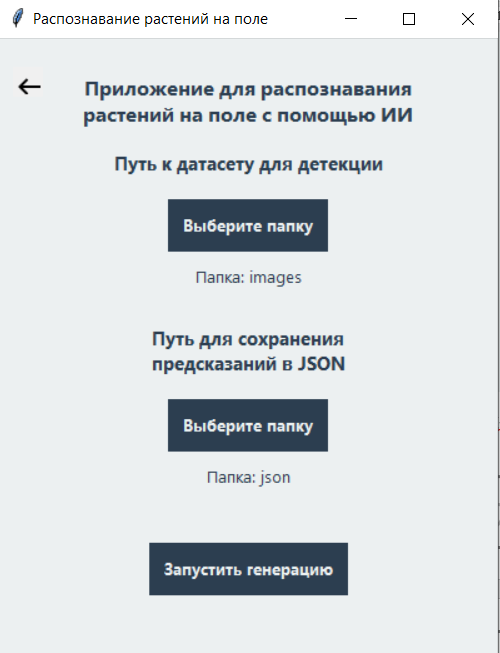 Распознавание растений на поле
Приложение для распознавания
растений на поле с помощью ИИ
Путь к датасету для детекции
Выберите папку
Папка: images
Путь для сохранения
предсказаний в JSON
Выберите папку
Папка: json
Запустить генерацию